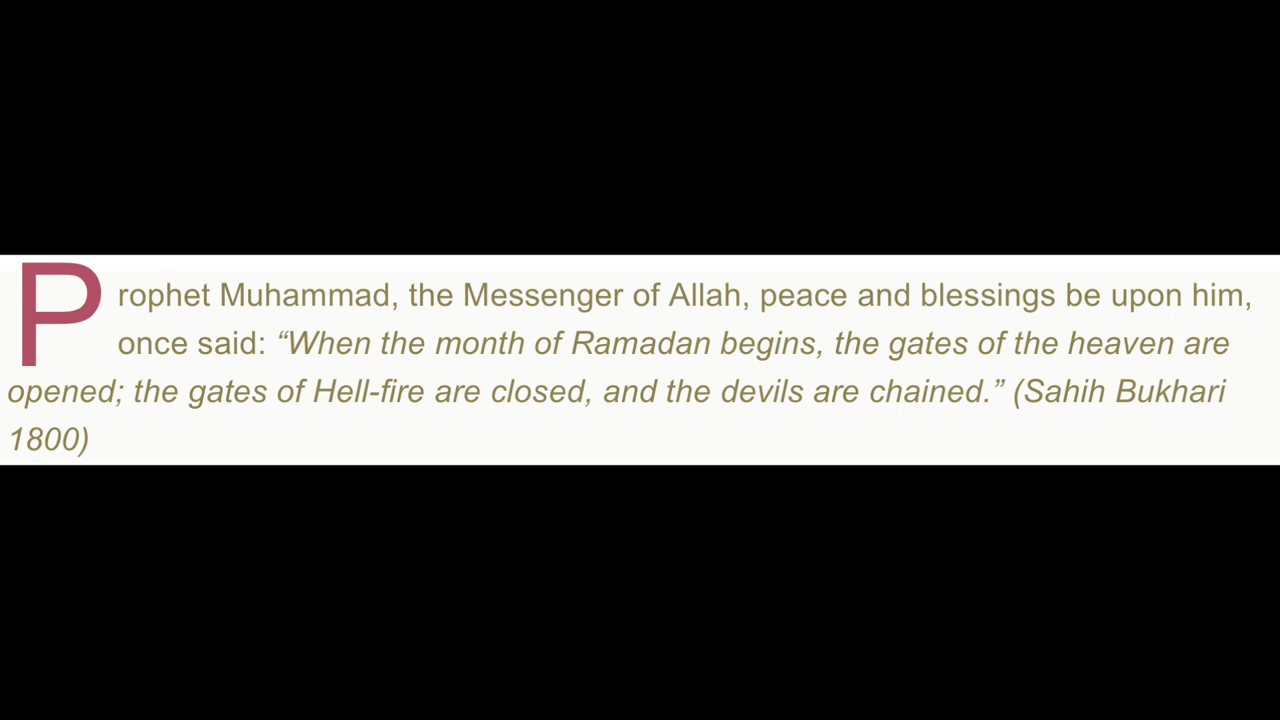 Prophet Muhammad, the Messenger of Allah, peace and blessings be upon him,
once said: “When the month of Ramadan begins, the gates of the heaven are
opened; the gates of Hell-fire are closed, and the devils are chained.” (Sahih Bukhari
1800)